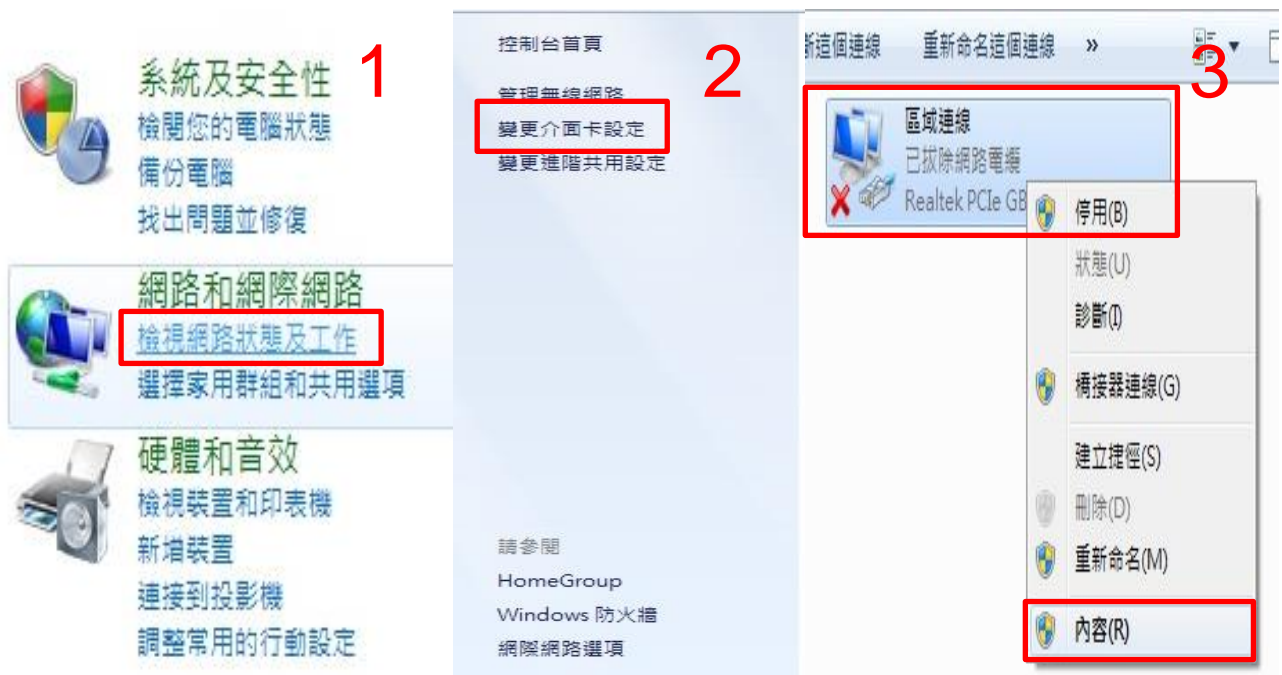 1
系統及安全性
檢閱您的電腦狀態
備份電腦
找出問題並修復
網路和網際網路
檢視網路狀態及工作
選擇家用群組和共用選項
硬體和音效
檢視裝置和印表機
新增裝置
連接到投影機
調整常用的行動設定
2
控制台首頁
管理無線網路
變更介面卡設定
變更進階共用設定
請參閱
HomeGroup
Windows 防火牆
網際網路選項
3
這個連線 重新命名這個連線 »
區域連線
已拔除網路電纜
Realtek PCIe GB
停用(B)
狀態(U)
診斷(I)
橋接器連線(G)
建立捷徑(S)
刪除(D)
重新命名(M)
內容(R)